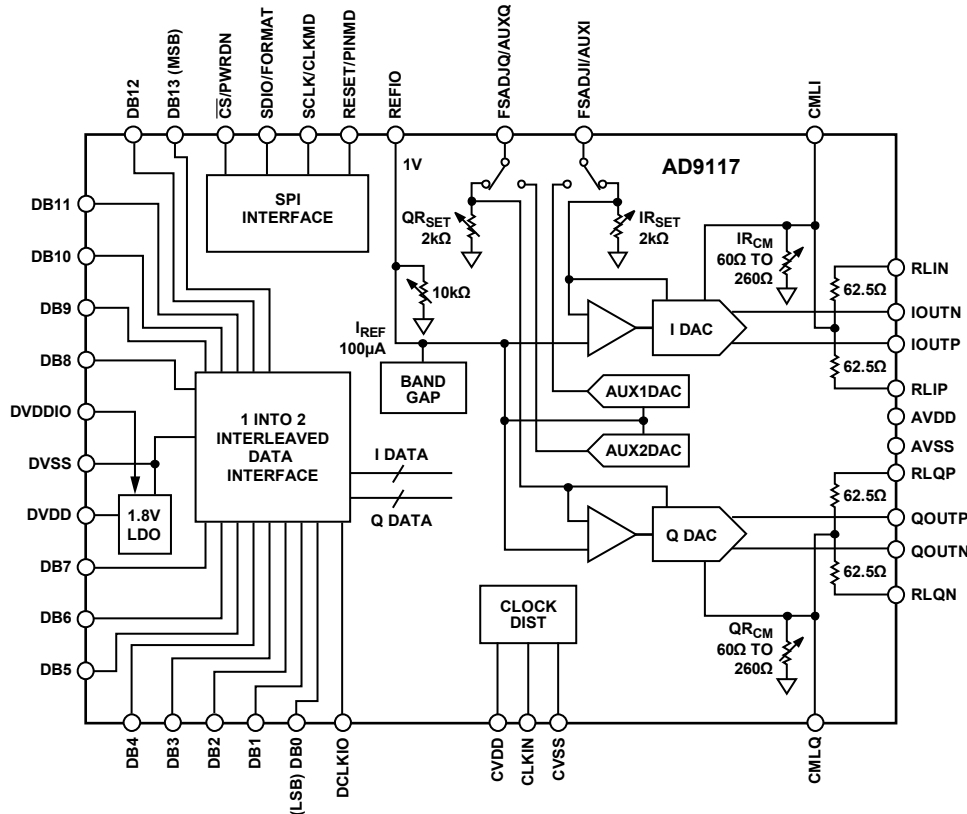 DB12
DB13 (MSB)
CS/PWRDN
SDIO/FORMAT
SCLK/CLKMD
RESET/PINMD
REFIO
FSADJQ/AUXQ
FSADJI/AUXI
CMLI
AD9117
1V
SPI
INTERFACE
DB11
DB10
DB9
DB8
DVDDIO
DVSS
DVDD
DB7
DB6
DB5
QRSET
2kΩ
IRSET
2kΩ
10kΩ
IREF
100µA
BAND
GAP
IRCM
60Ω TO
260Ω
62.5Ω
62.5Ω
I DAC
AUX1DAC
AUX2DAC
Q DAC
1 INTO 2
INTERLEAVED
DATA
INTERFACE
I DATA
Q DATA
1.8V
LDO
CLOCK
DIST
QRCM
60Ω TO
260Ω
62.5Ω
62.5Ω
RLIN
IOUTN
IOUTP
RLIP
AVDD
AVSS
RLQP
QOUTP
QOUTN
RLQN
DB4
DB3
DB2
DB1
(LSB) DB0
DCLKIO
CVDD
CLKIN
CVSS
CMLQ